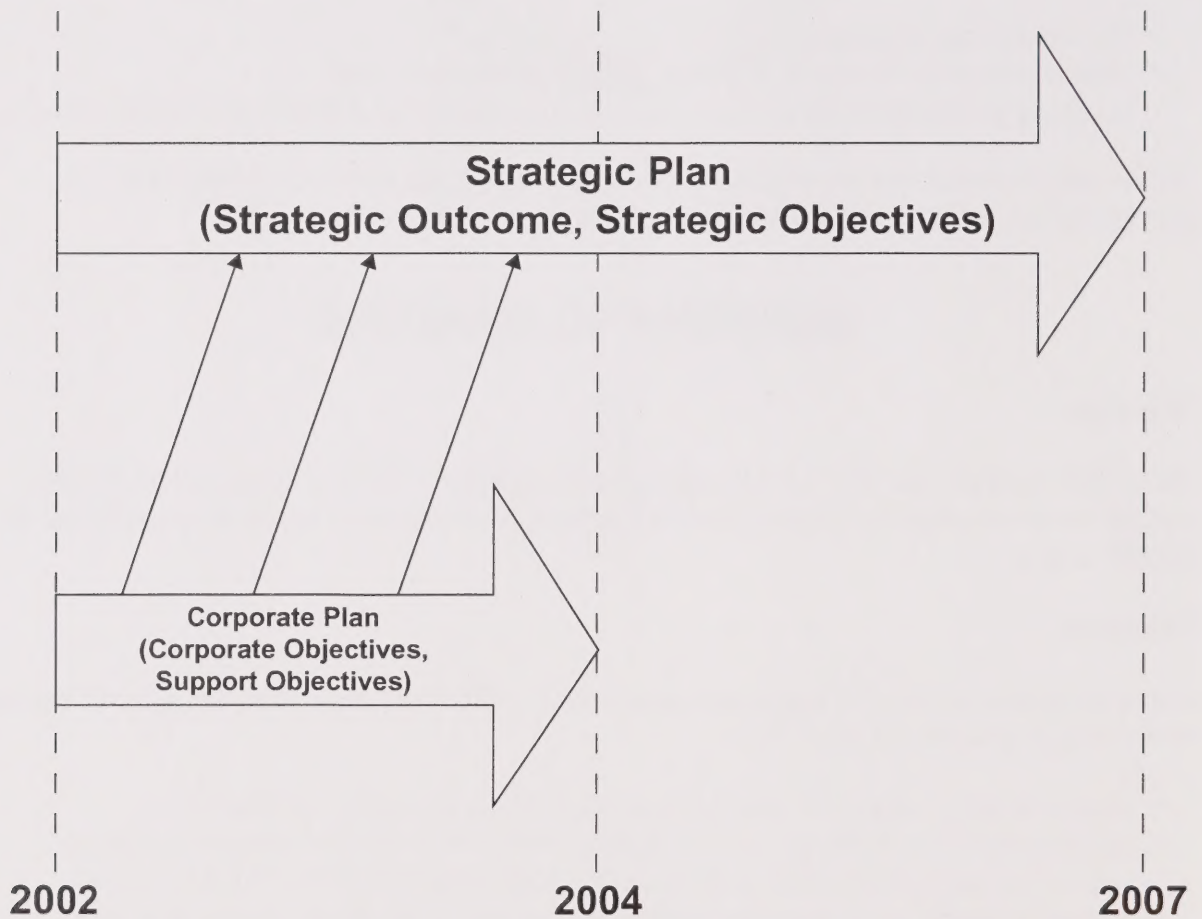 Strategic Plan
(Strategic Outcome, Strategic Objectives)
Corporate Plan
(Corporate Objectives,
Support Objectives)
2002
2004
2007